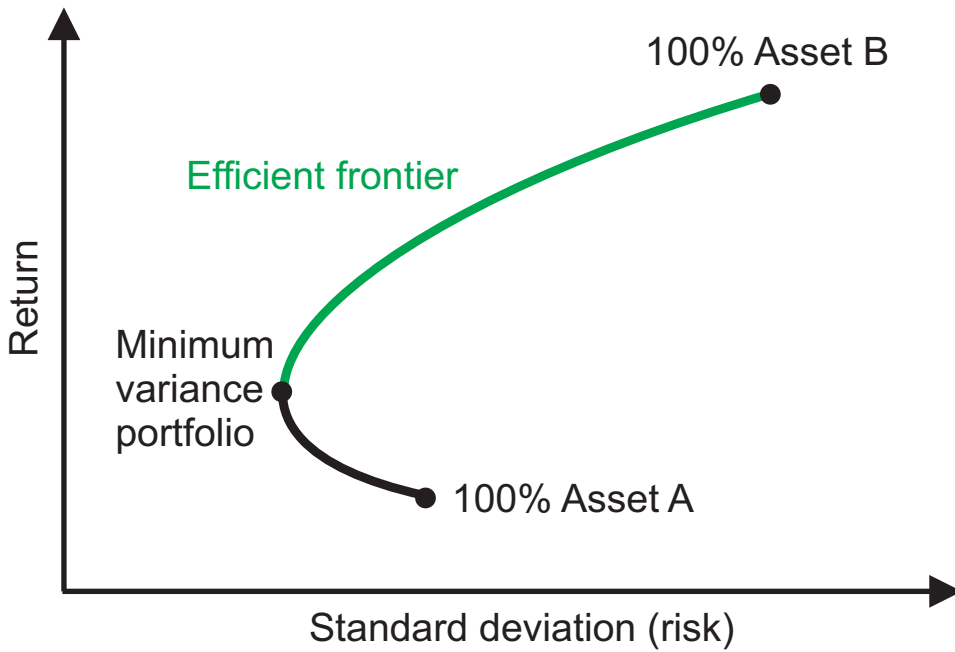 100% Asset B
Efficient frontier
Return
Minimum
variance
portfolio
100% Asset A
Standard deviation (risk)